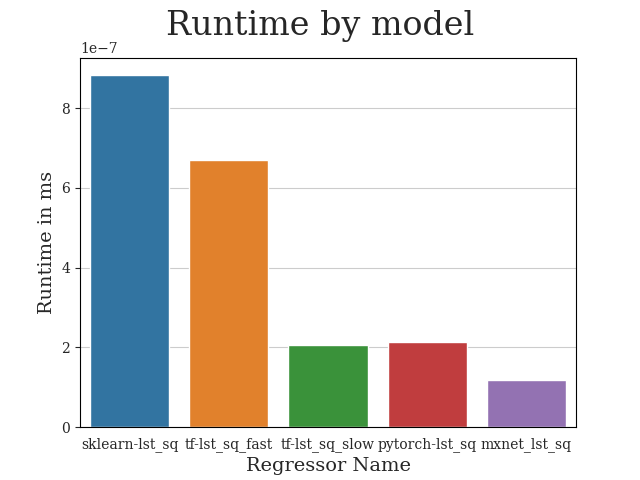 Runtime by model
1e−7
8
6
4
2
0
Runtime in ms
sklearn-lst_sq tf-lst_sq_fast tf-lst_sq_slow pytorch-lst_sq mxnet_lst_sq
Regressor Name